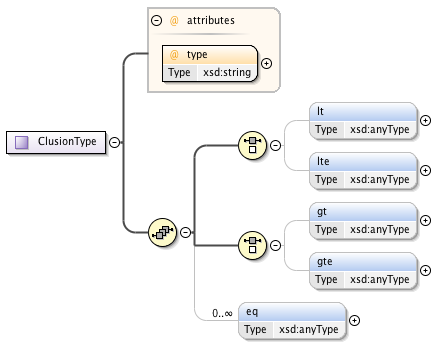 @ attributes
@ type
Type xsd:string
ClusionType
lt
Type xsd:anyType
lte
Type xsd:anyType
gt
Type xsd:anyType
gte
Type xsd:anyType
0..∞
eq
Type xsd:anyType